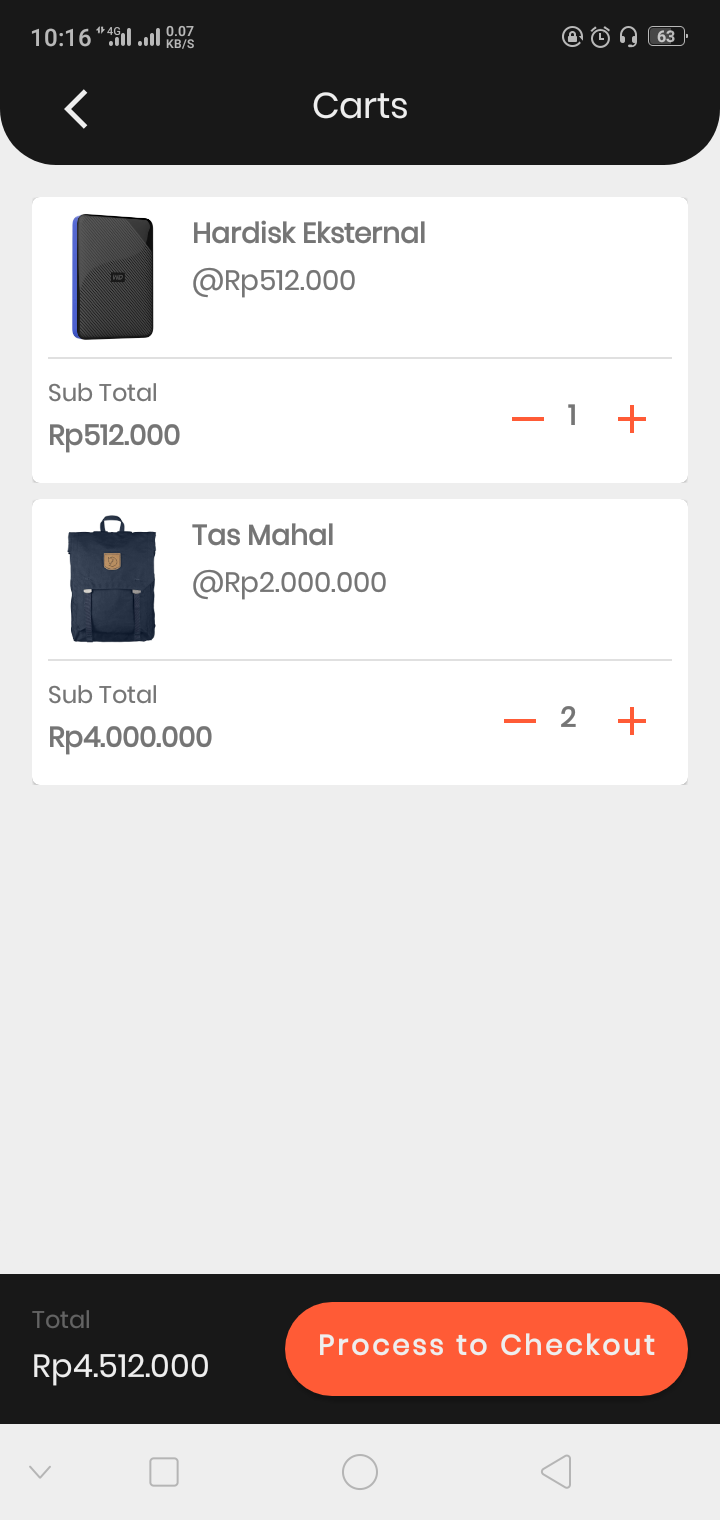 10:16 4G 0.07 KB/S 63
Carts
Hardisk Eksternal
@Rp512.000
WD
Sub Total
Rp512.000
1
Tas Mahal
@Rp2.000.000
Sub Total
Rp4.000.000
2
Total
Rp4.512.000
Process to Checkout